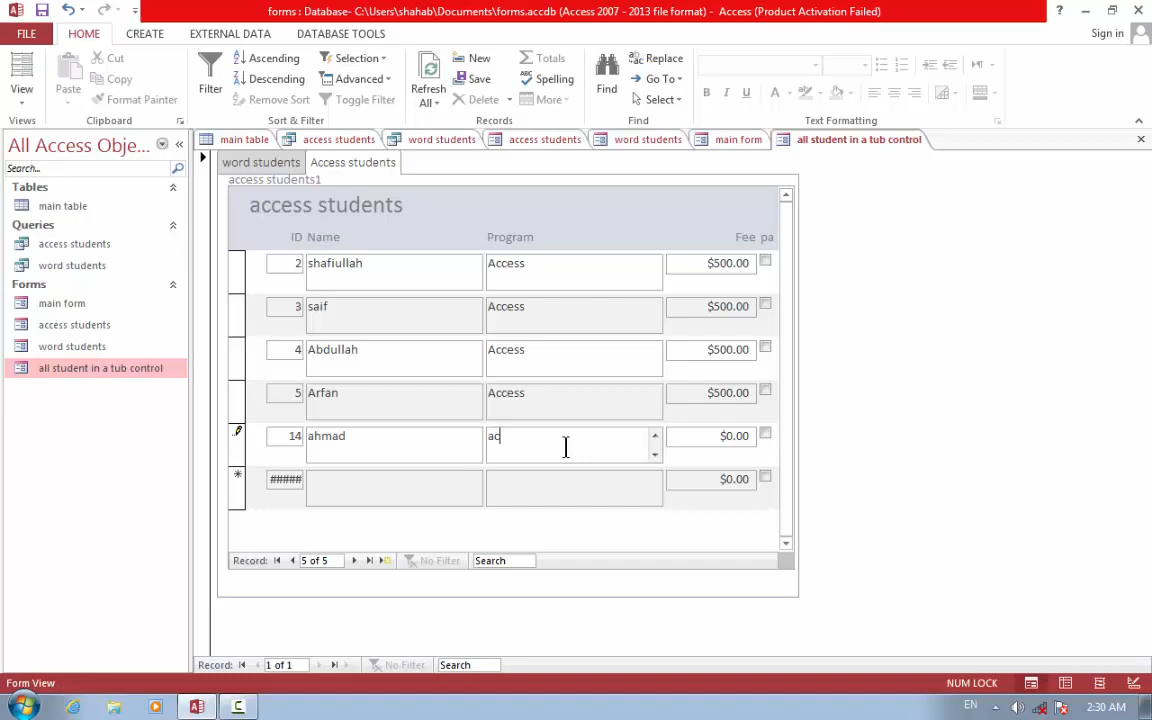 forms : Database- C:\Users\shahab\Documents\forms.accdb (Access 2007 - 2013 file format) - Access (Product Activation Failed)
?
FILE HOME CREATE EXTERNAL DATA DATABASE TOOLS Sign in
View
Views
Paste
Cut
Copy
Format Painter
Clipboard
Filter
Ascending
Descending
Remove Sort
Selection
Advanced
Toggle Filter
Sort & Filter
Refresh
All
New
Save
Delete
Totals
Spelling
More
Records
Find
Replace
Go To
Select
Find
B I U A
Text Formatting
All Access Obje...
Search...
Tables
main table
Queries
access students
word students
Forms
main form
access students
word students
all student in a tub control
main table access students word students access students word students main form all student in a tub control
word students Access students
access students1
access students
ID Name Program Fee pa
2 shafiullah Access $500.00
3 saif Access $500.00
4 Abdullah Access $500.00
5 Arfan Access $500.00
14 ahmad ac $0.00
##### $0.00
Record: 5 of 5 No Filter Search
Record: 1 of 1 No Filter Search
Form View NUM LOCK
EN 2:30 AM